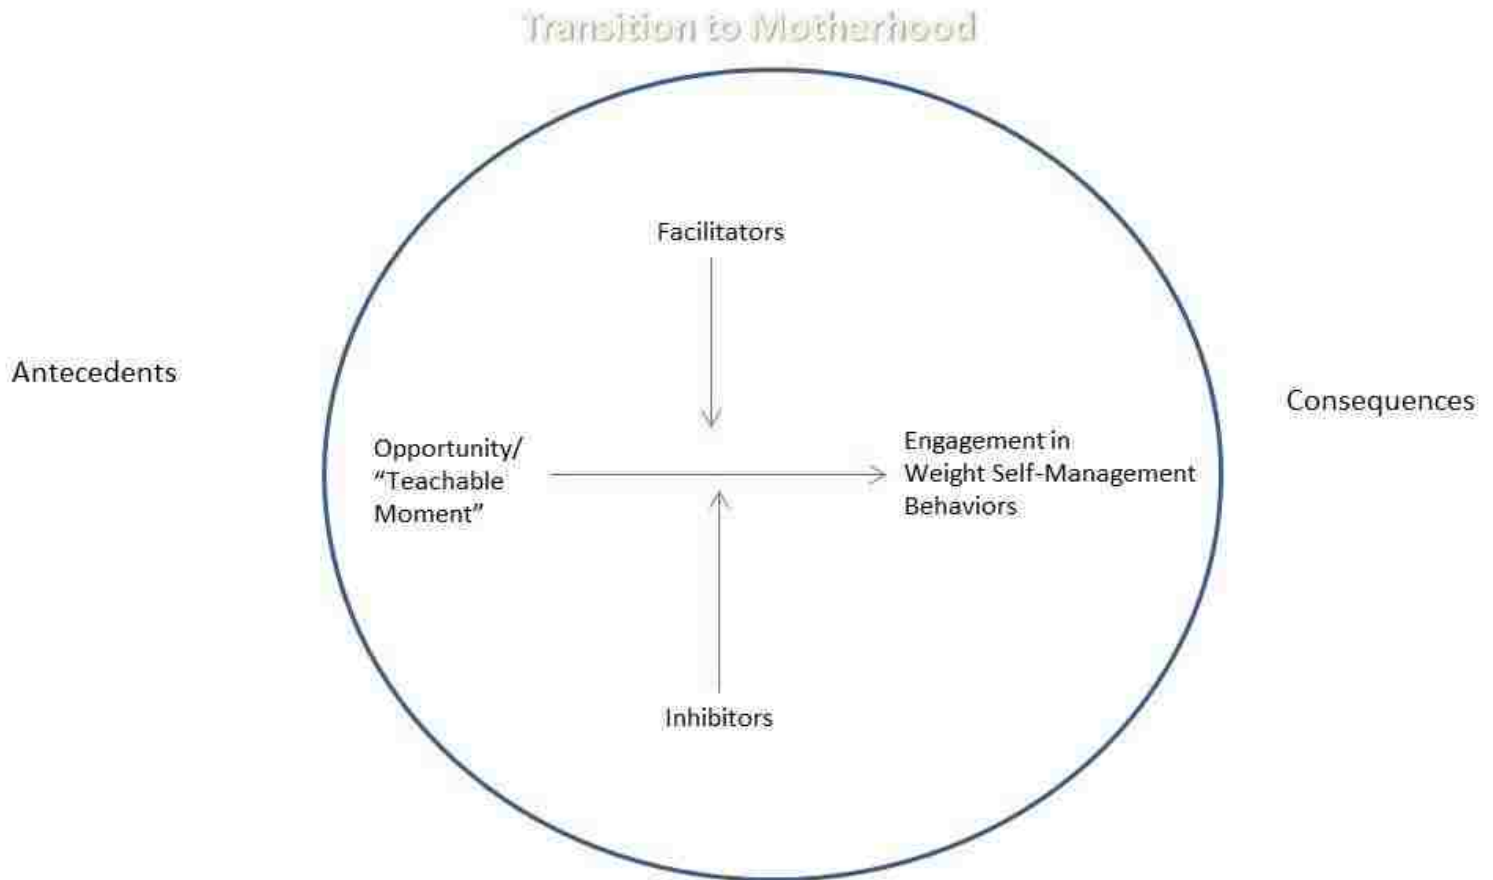 Transition to Motherhood
Facilitators
Antecedents
Consequences
Opportunity/
“Teachable
Moment”
Engagement in
Weight Self-Management
Behaviors
Inhibitors